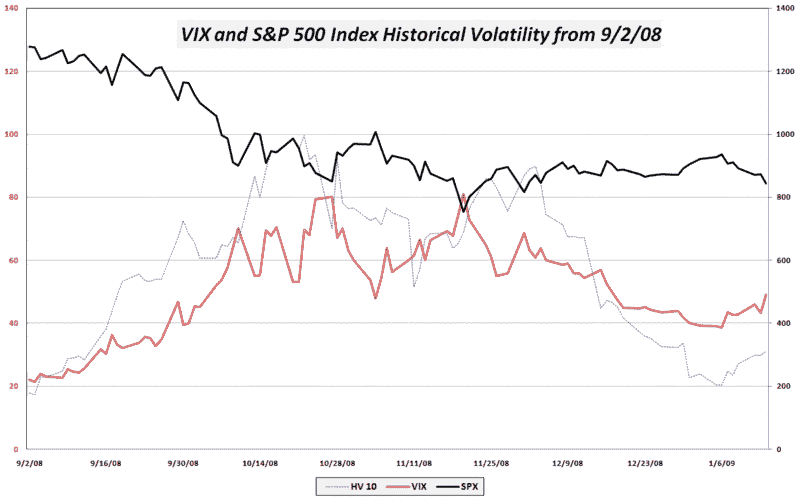 VIX and S&P 500 Index Historical Volatility from 9/2/08
140 1400
120 1200
100 1000
80 800
60 600
40 400
20 200
0 0
9/2/08 9/16/08 9/30/08 10/14/08 10/28/08 11/11/08 11/25/08 12/9/08 12/23/08 1/6/09
HV 10 VIX SPX